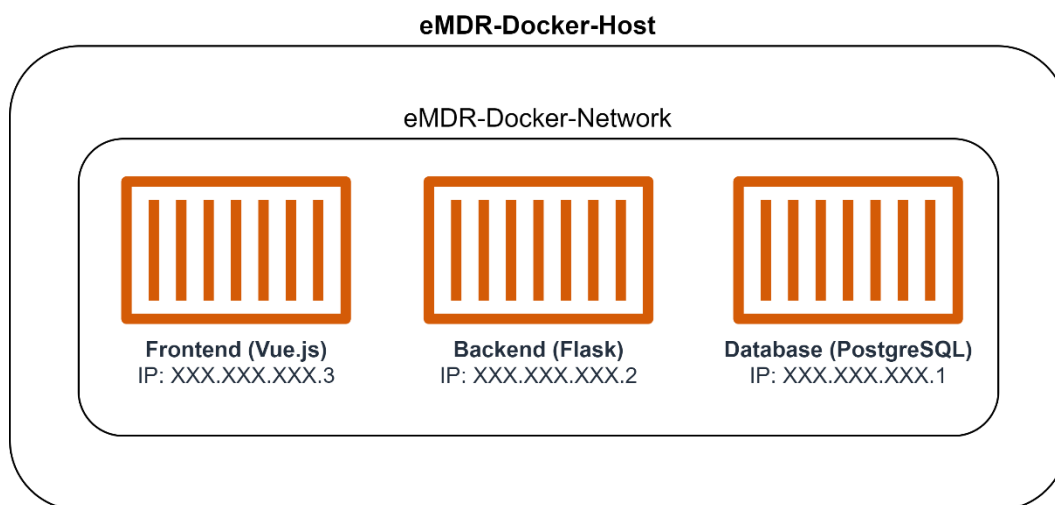 eMDR-Docker-Host
eMDR-Docker-Network
Frontend (Vue.js)
IP: XXX.XXX.XXX.3
Backend (Flask)
IP: XXX.XXX.XXX.2
Database (PostgreSQL)
IP: XXX.XXX.XXX.1